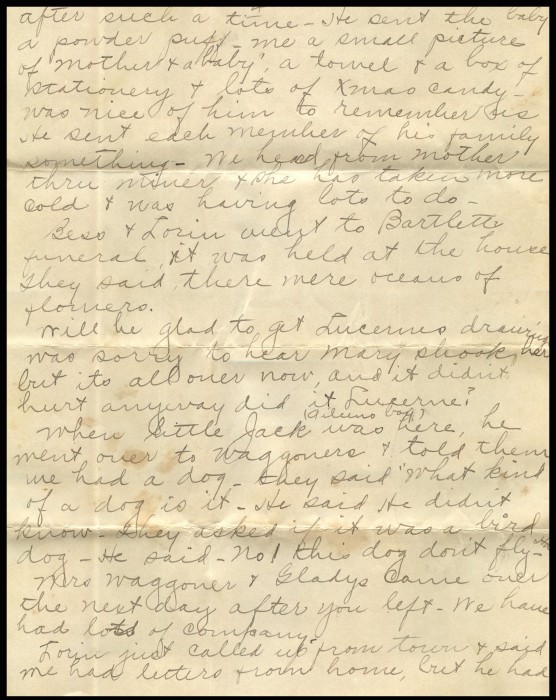 after such a time - He sent the baby
a powder puff - me a small picture
of "Mother & a baby", a towel & a box of
stationery & lots of Xmas candy -
was nice of him to remember us
He sent each member of his family
something - We heard from Mother
thru & she has taken more
cold & was having lots to do -
Bess & Lorin went to Bartletts
funeral, it was held at the house
they said, there were oceans of
flowers.
Will be glad to get Lucernes drawing
was sorry to hear Mary shook her
but its all over now, and it didn't
hurt anyway did it Lucerne?
When little Jack was here, he
went over to Waggoners & told them
we had a dog - they said "What kind
of a dog is it - He said He didn't
know - They asked if it was a bird
dog - He said - No! this dog don't fly -
Mrs Waggoner & Gladys came over
the next day after you left - We have
had lots of company.
Lorin just called up from town & said
we had letters from home, but he had